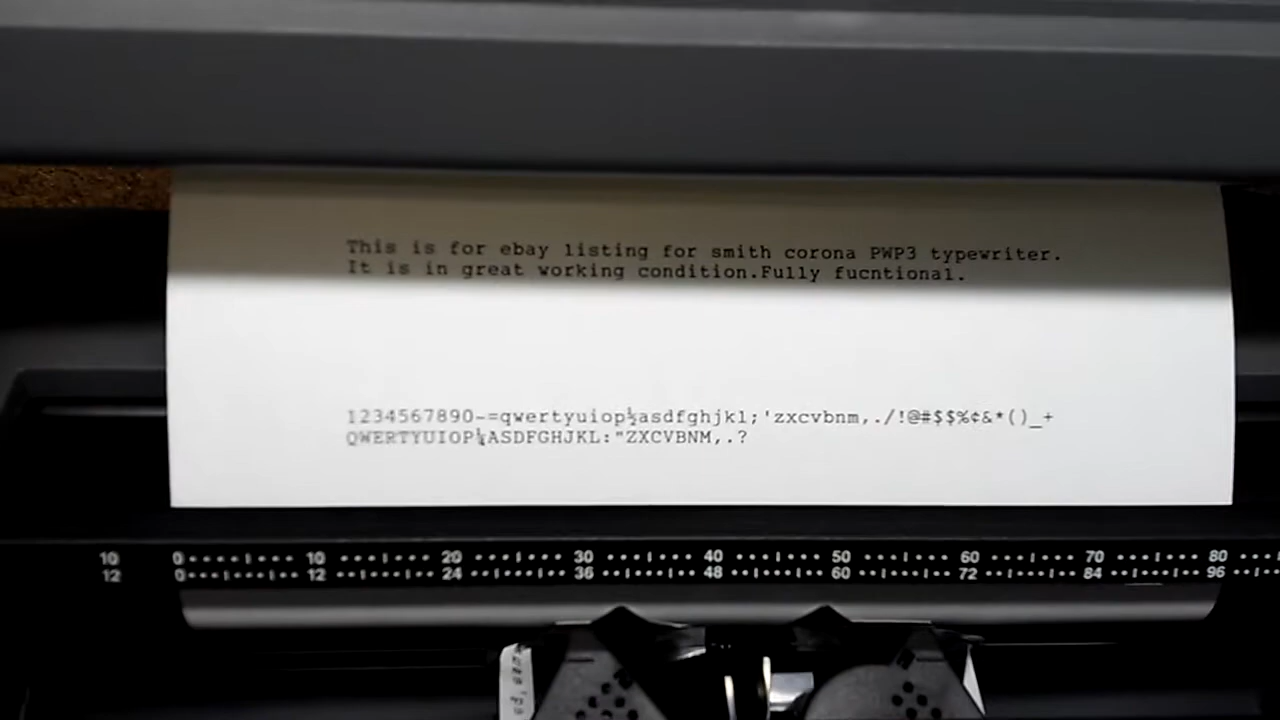 This is for ebay listing for smith corona PWP3 typewriter.
It is in great working condition.Fully fucntional.
1234567890-=qwertyuiop½asdfghjkl;'zxcvbnm,./!@#$$%¢&*()_+
QWERTYUIOP¼ASDFGHJKL:"ZXCVBNM,.?
10 0 10 20 30 40 50 60 70 80
12 0 12 24 36 48 60 72 84 96